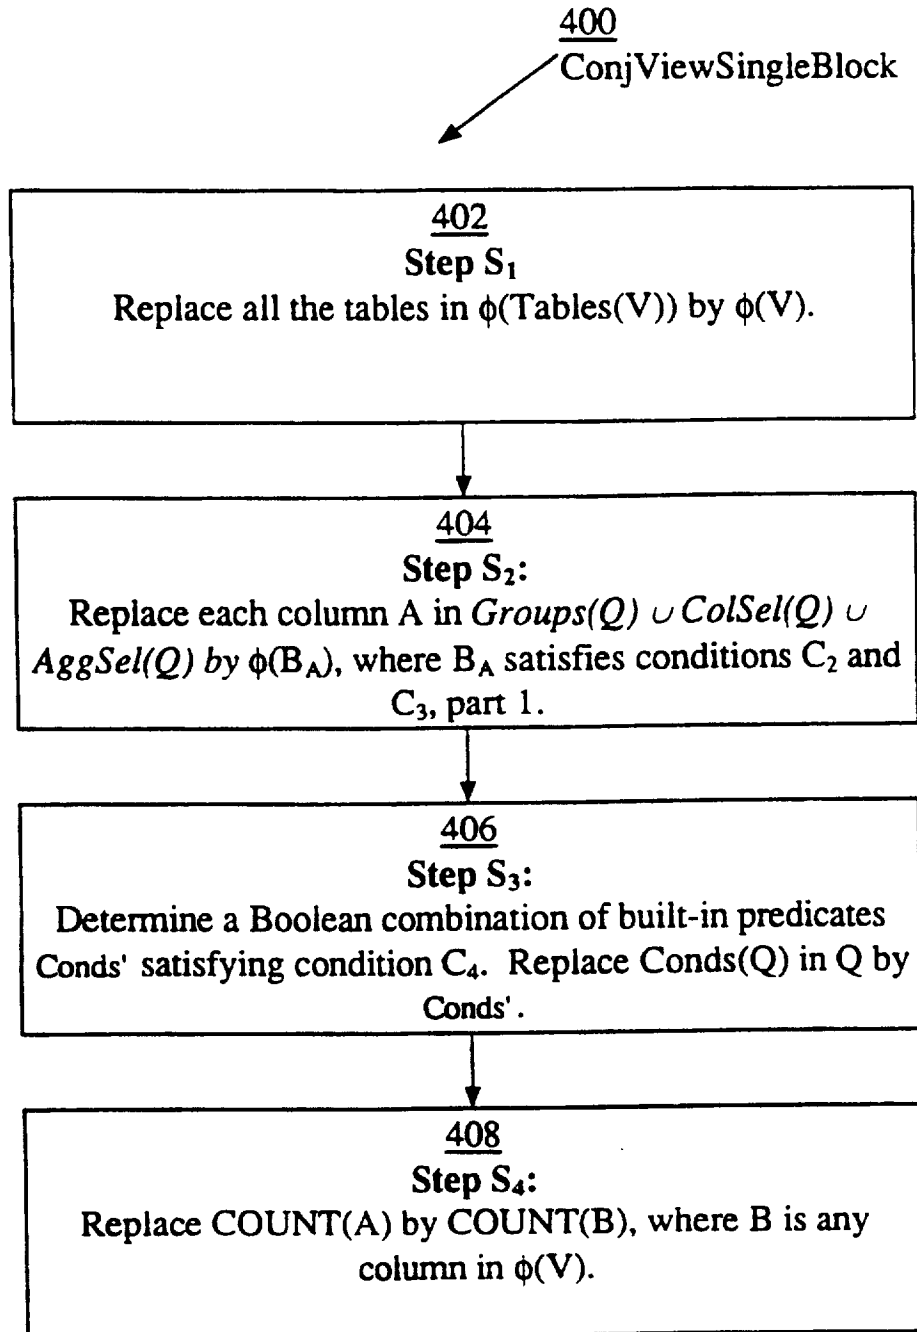 400
ConjViewSingleBlock
402
Step S₁
Replace all the tables in ϕ(Tables(V)) by ϕ(V).
404
Step S₂:
Replace each column A in Groups(Q) ∪ ColSel(Q) ∪
AggSel(Q) by ϕ(B_A), where B_A satisfies conditions C₂ and
C₃, part 1.
406
Step S₃:
Determine a Boolean combination of built-in predicates
Conds' satisfying condition C₄. Replace Conds(Q) in Q by
Conds'.
408
Step S₄:
Replace COUNT(A) by COUNT(B), where B is any
column in ϕ(V).